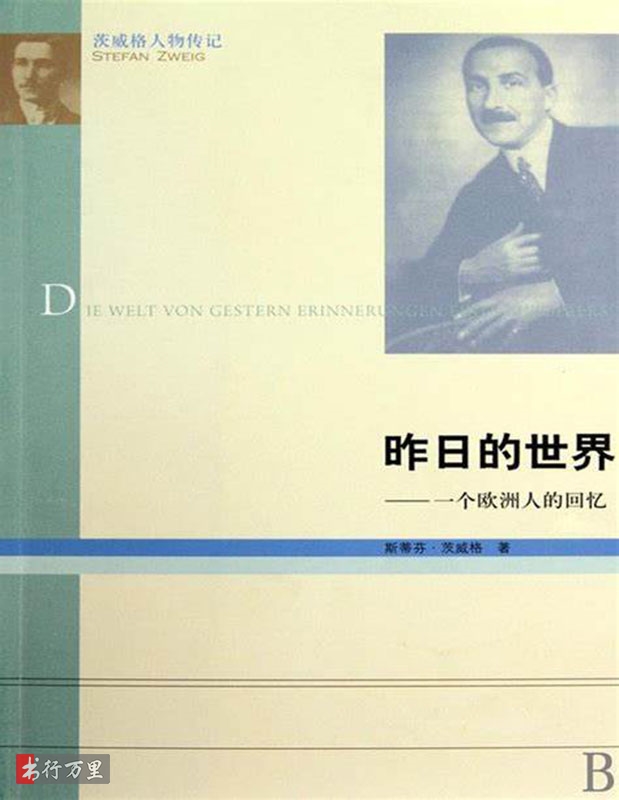 茨威格人物传记
STEFAN ZWEIG
DIE WELT VON GESTERN ERINNERUNGEN
昨日的世界
——一个欧洲人的回忆
斯蒂芬·茨威格 著
书行万里
B